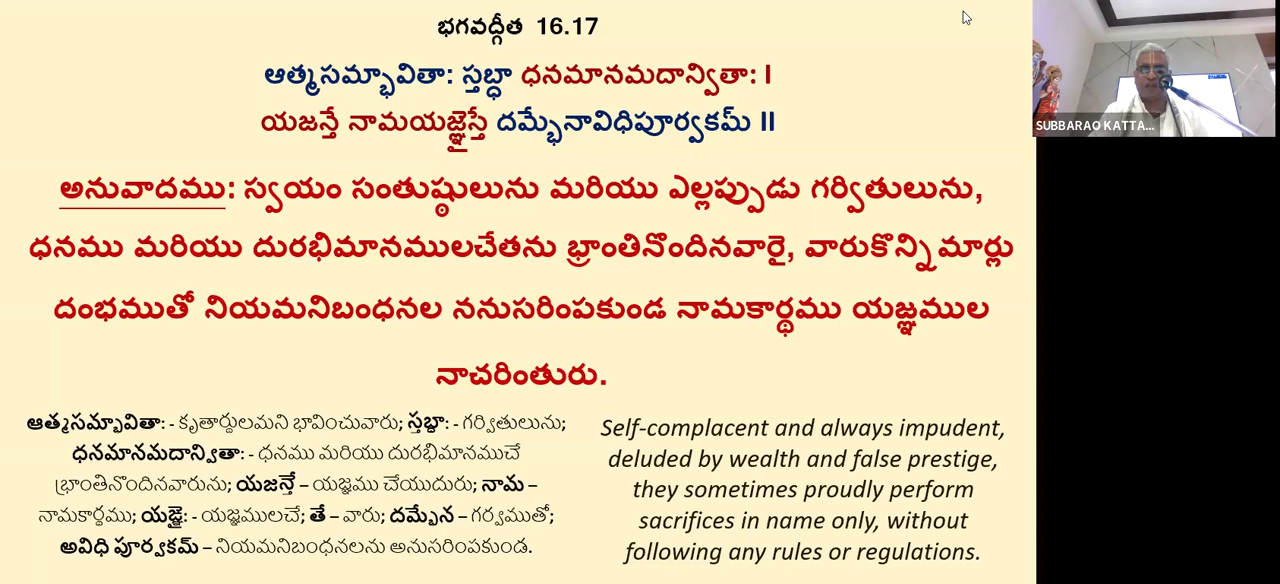 భగవద్గీత 16.17
ఆత్మసమ్భావితాః స్తబ్ధా ధనమానమదాన్వితాః I
యజన్తే నామయజ్ఞైస్తే దమ్భేనావిధిపూర్వకమ్ II
అనువాదము: స్వయం సంతుష్ఠులును మరియు ఎల్లప్పుడు గర్వితులును,
ధనము మరియు దురభిమానములచేతను భ్రాంతినొందినవారై, వారుకొన్నిమార్లు
దంభముతో నియమనిబంధనల ననుసరింపకుండ నామకార్థము యజ్ఞముల
నాచరింతురు.
ఆత్మసమ్భావితాః - కృతార్థులమని భావించువారు; స్తబ్ధాః - గర్వితులును;
ధనమానమదాన్వితాః - ధనము మరియు దురభిమానముచే
భ్రాంతినొందినవారును; యజన్తే – యజ్ఞము చేయుదురు; నామ –
నామకార్థము; యజ్ఞైః - యజ్ఞములచే; తే – వారు; దమ్భేన – గర్వముతో;
అవిధి పూర్వకమ్ – నియమనిబంధనలను అనుసరింపకుండ.
Self-complacent and always impudent,
deluded by wealth and false prestige,
they sometimes proudly perform
sacrifices in name only, without
following any rules or regulations.
SUBBARAO KATTA...